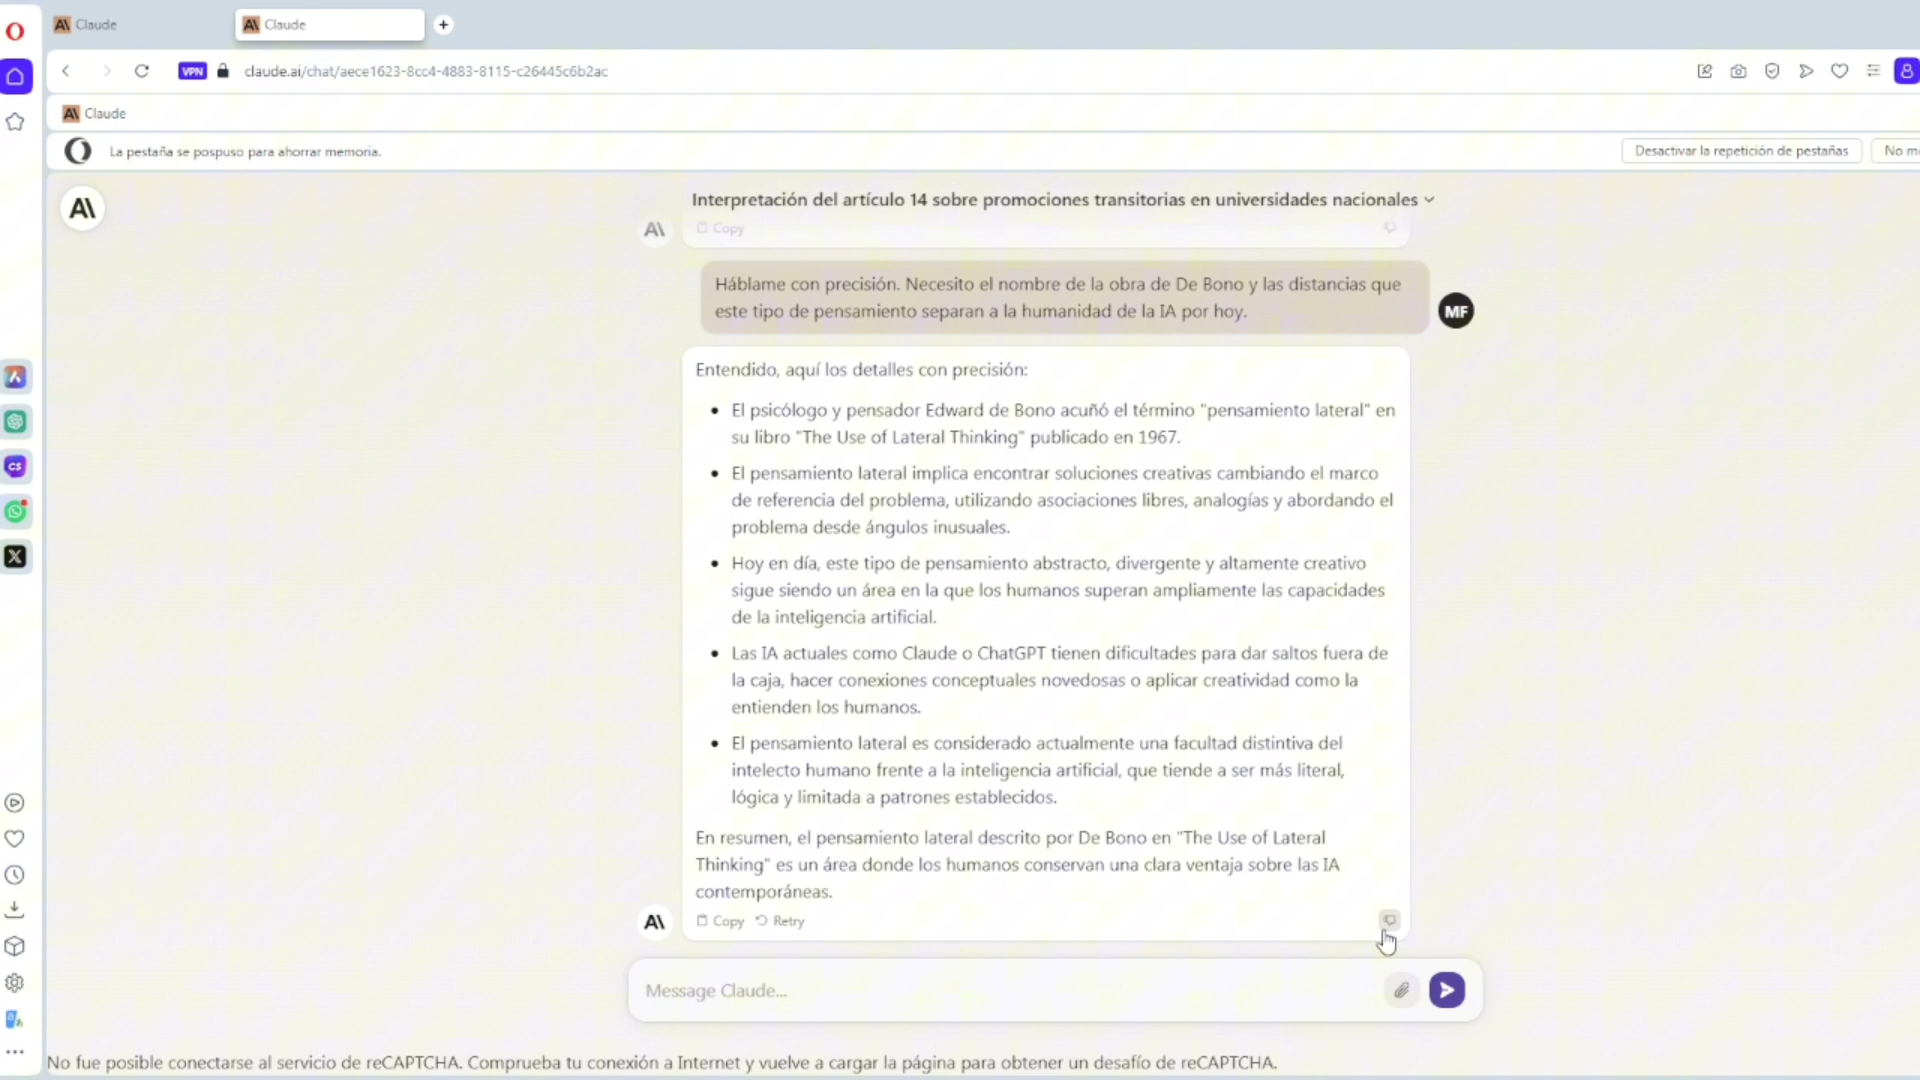 Claude
Claude
VPN
claude.ai/chat/aece1623-8cc4-4883-8115-c26445c6b2ac
Claude
La pestaña se pospuso para ahorrar memoria.
Desactivar la repetición de pestañas
No m
Interpretación del artículo 14 sobre promociones transitorias en universidades nacionales
Copy
Háblame con precisión. Necesito el nombre de la obra de De Bono y las distancias que
este tipo de pensamiento separan a la humanidad de la IA por hoy.
MF
Entendido, aquí los detalles con precisión:
• El psicólogo y pensador Edward de Bono acuñó el término "pensamiento lateral" en
su libro "The Use of Lateral Thinking" publicado en 1967.
• El pensamiento lateral implica encontrar soluciones creativas cambiando el marco
de referencia del problema, utilizando asociaciones libres, analogías y abordando el
problema desde ángulos inusuales.
• Hoy en día, este tipo de pensamiento abstracto, divergente y altamente creativo
sigue siendo un área en la que los humanos superan ampliamente las capacidades
de la inteligencia artificial.
• Las IA actuales como Claude o ChatGPT tienen dificultades para dar saltos fuera de
la caja, hacer conexiones conceptuales novedosas o aplicar creatividad como la
entienden los humanos.
• El pensamiento lateral es considerado actualmente una facultad distintiva del
intelecto humano frente a la inteligencia artificial, que tiende a ser más literal,
lógica y limitada a patrones establecidos.
En resumen, el pensamiento lateral descrito por De Bono en "The Use of Lateral
Thinking" es un área donde los humanos conservan una clara ventaja sobre las IA
contemporáneas.
Copy Retry
Message Claude...
No fue posible conectarse al servicio de reCAPTCHA. Comprueba tu conexión a Internet y vuelve a cargar la página para obtener un desafío de reCAPTCHA.